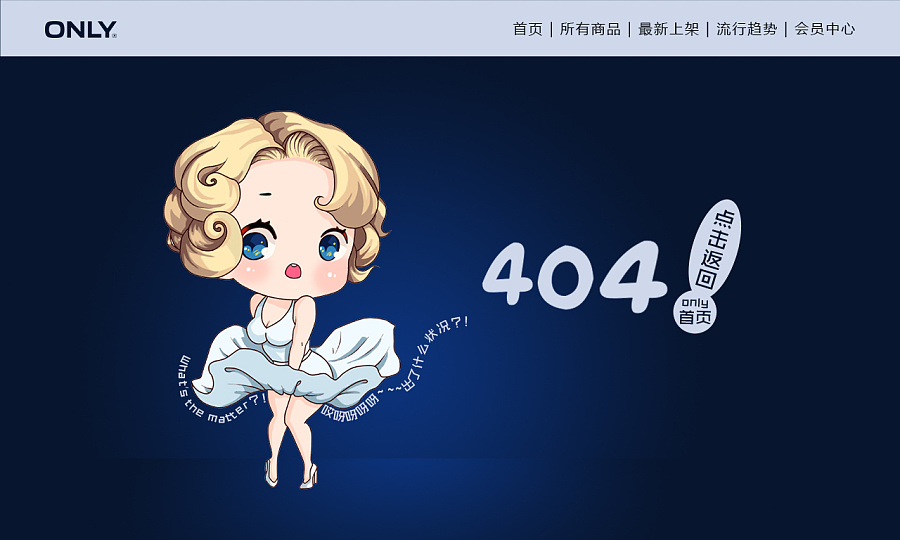 ONLY
首页 | 所有商品 | 最新上架 | 流行趋势 | 会员中心
404
点击返回
only
首页
What's the matter?!
哎呀呀呀~~~出了什么状况?!